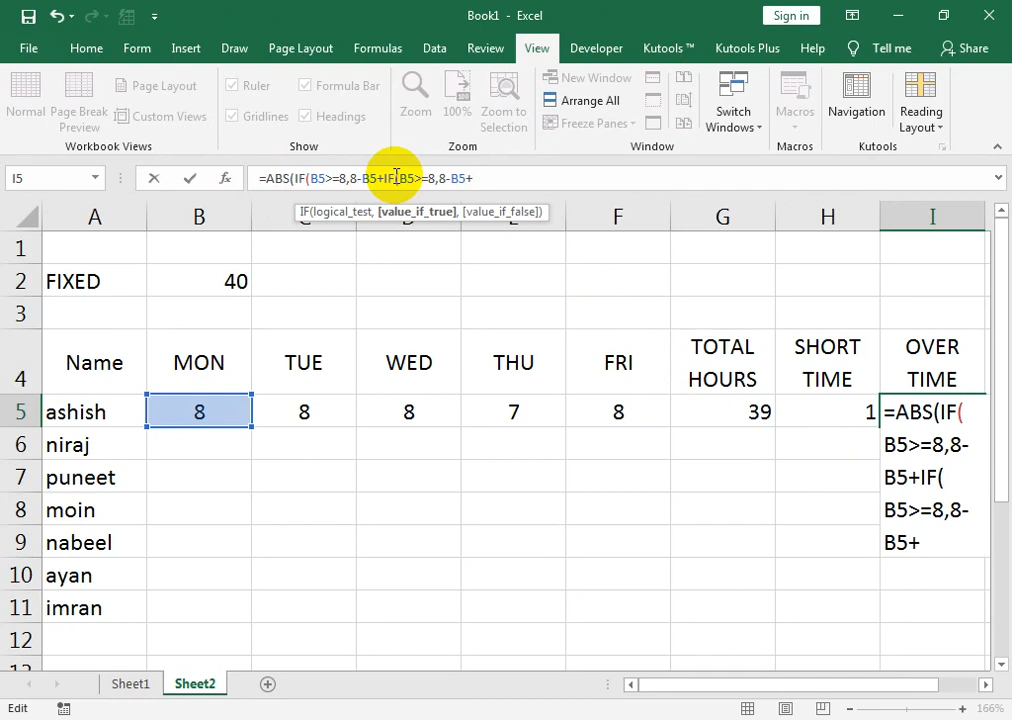 Book1 - Excel
Sign in
File Home Form Insert Draw Page Layout Formulas Data Review View Developer Kutools ™ Kutools Plus Help Tell me Share
Normal
Page Break Preview
Page Layout
Custom Views
Workbook Views
Ruler
Formula Bar
Gridlines
Headings
Show
Zoom
100%
Zoom to Selection
Zoom
New Window
Arrange All
Freeze Panes
Switch Windows
Window
Macros
Macros
Navigation
Reading Layout
Kutools
I5
fx
=ABS(IF(B5>=8,8-B5+IF(B5>=8,8-B5+
IF(logical_test, [value_if_true], [value_if_false])
A B C D E F G H I
1
2 FIXED 40
3
4 Name MON TUE WED THU FRI TOTAL HOURS SHORT TIME OVER TIME
5 ashish 8 8 8 7 8 39 1 =ABS(IF(
6 niraj B5>=8,8-
7 puneet B5+IF(
8 moin B5>=8,8-
9 nabeel B5+
10 ayan
11 imran
12
13
Sheet1 Sheet2
Edit
166%